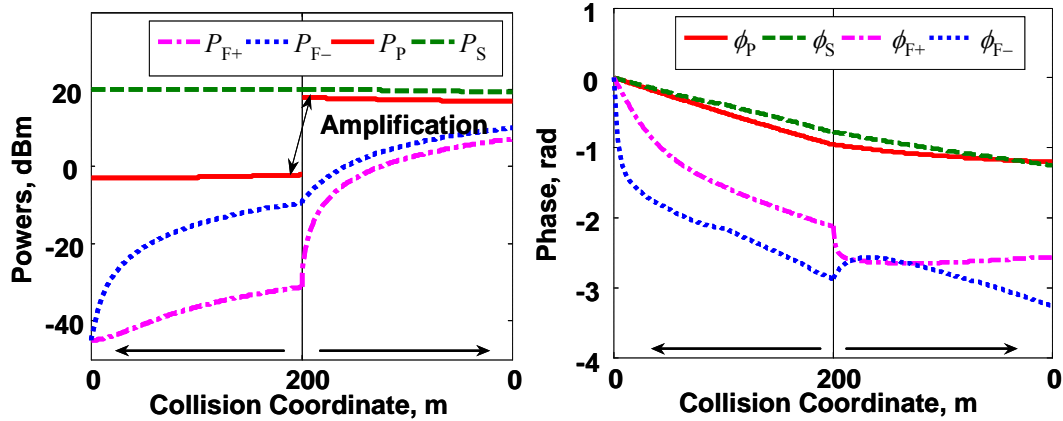 P_F+ P_F− P_P P_S
20
0
-20
-40
Powers, dBm
Amplification
0 200 0
Collision Coordinate, m
ϕ_P ϕ_S ϕ_F+ ϕ_F−
1
0
-1
-2
-3
-4
Phase, rad
0 200 0
Collision Coordinate, m